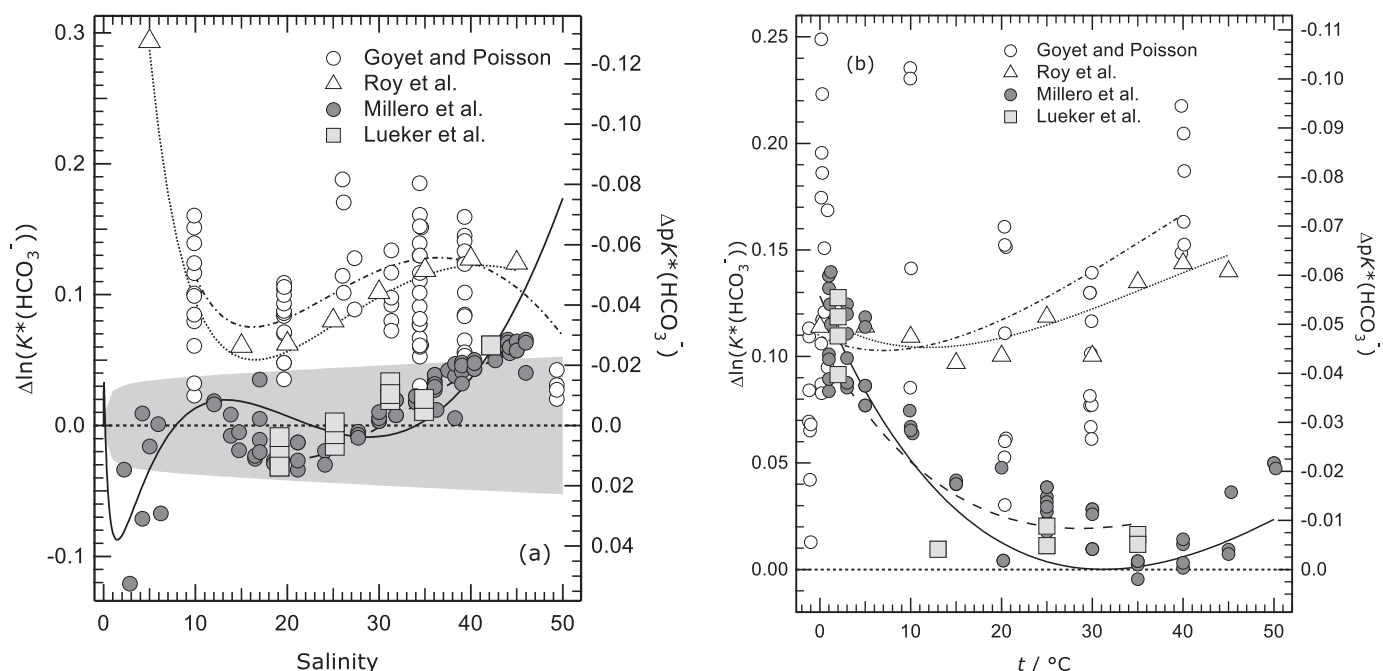 0.3
0.2
0.1
0.0
-0.1
Δln(K*(HCO₃⁻))
0 10 20 30 40 50
Salinity
Goyet and Poisson
Roy et al.
Millero et al.
Lueker et al.
(a)
-0.12
-0.10
-0.08
-0.06
-0.04
-0.02
0.0
0.02
0.04
ΔpK*(HCO₃⁻)
0.25
0.20
0.15
0.10
0.05
0.00
Δln(K*(HCO₃⁻))
0 10 20 30 40 50
t / °C
(b)
Goyet and Poisson
Roy et al.
Millero et al.
Lueker et al.
-0.11
-0.10
-0.09
-0.08
-0.07
-0.06
-0.05
-0.04
-0.03
-0.02
-0.01
0.0
ΔpK*(HCO₃⁻)